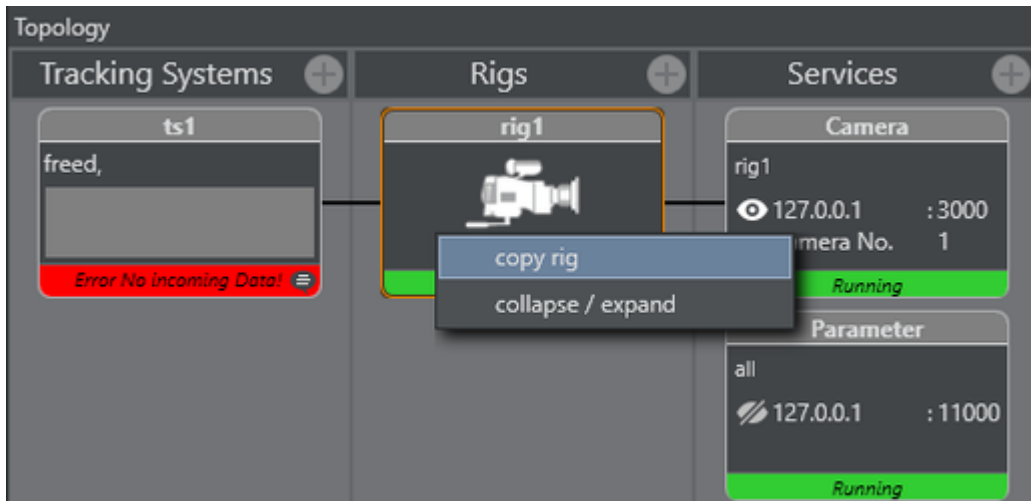 Topology
Tracking Systems
Rigs
Services
ts1
freed,
Error No incoming Data!
rig1
copy rig
collapse / expand
Camera
rig1
127.0.0.1 : 3000
mera No. 1
Running
Parameter
all
127.0.0.1 : 11000
Running